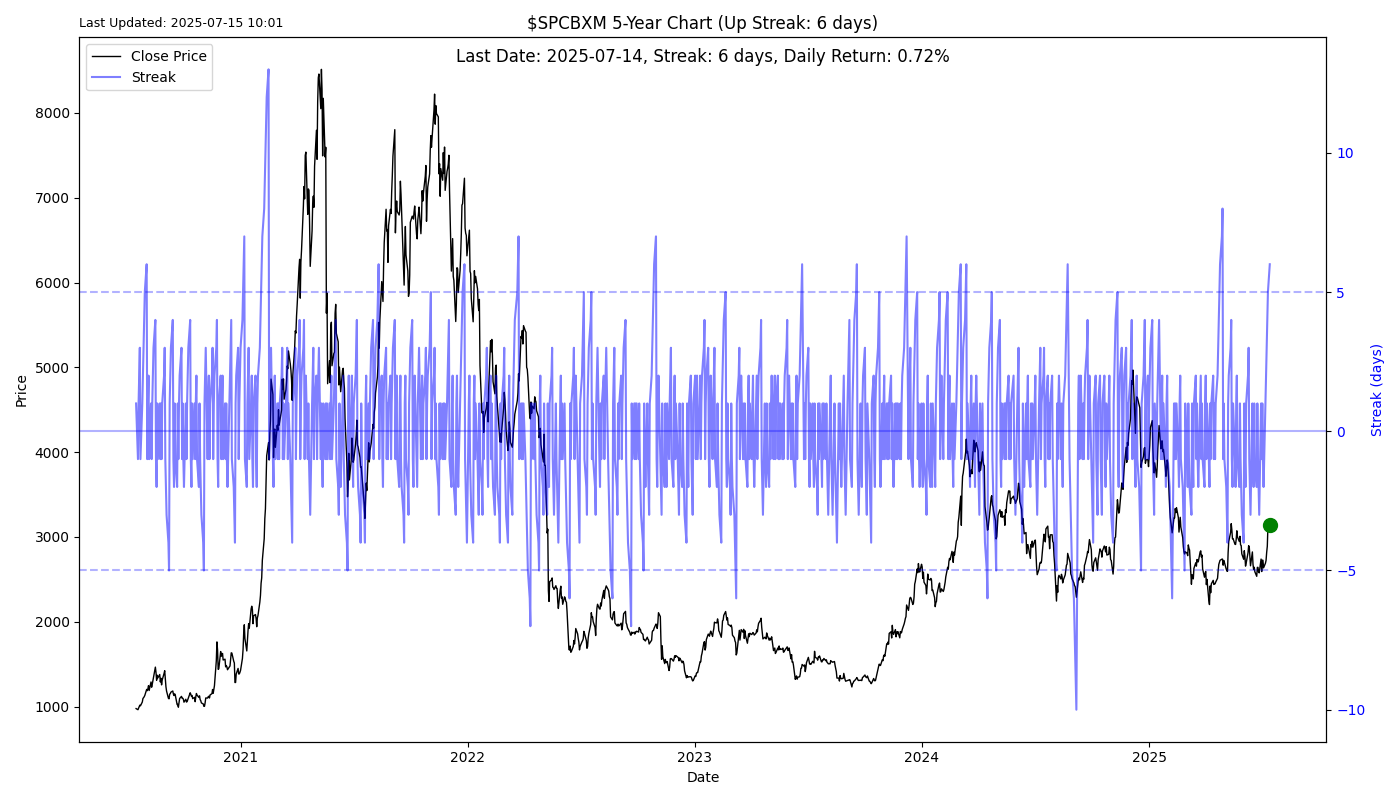 Last Updated: 2025-07-15 10:01
$SPCBXM 5-Year Chart (Up Streak: 6 days)
Last Date: 2025-07-14, Streak: 6 days, Daily Return: 0.72%
Close Price
Streak
8000
7000
6000
5000
4000
3000
2000
1000
Price
10
5
0
−5
−10
Streak (days)
2021
2022
2023
2024
2025
Date